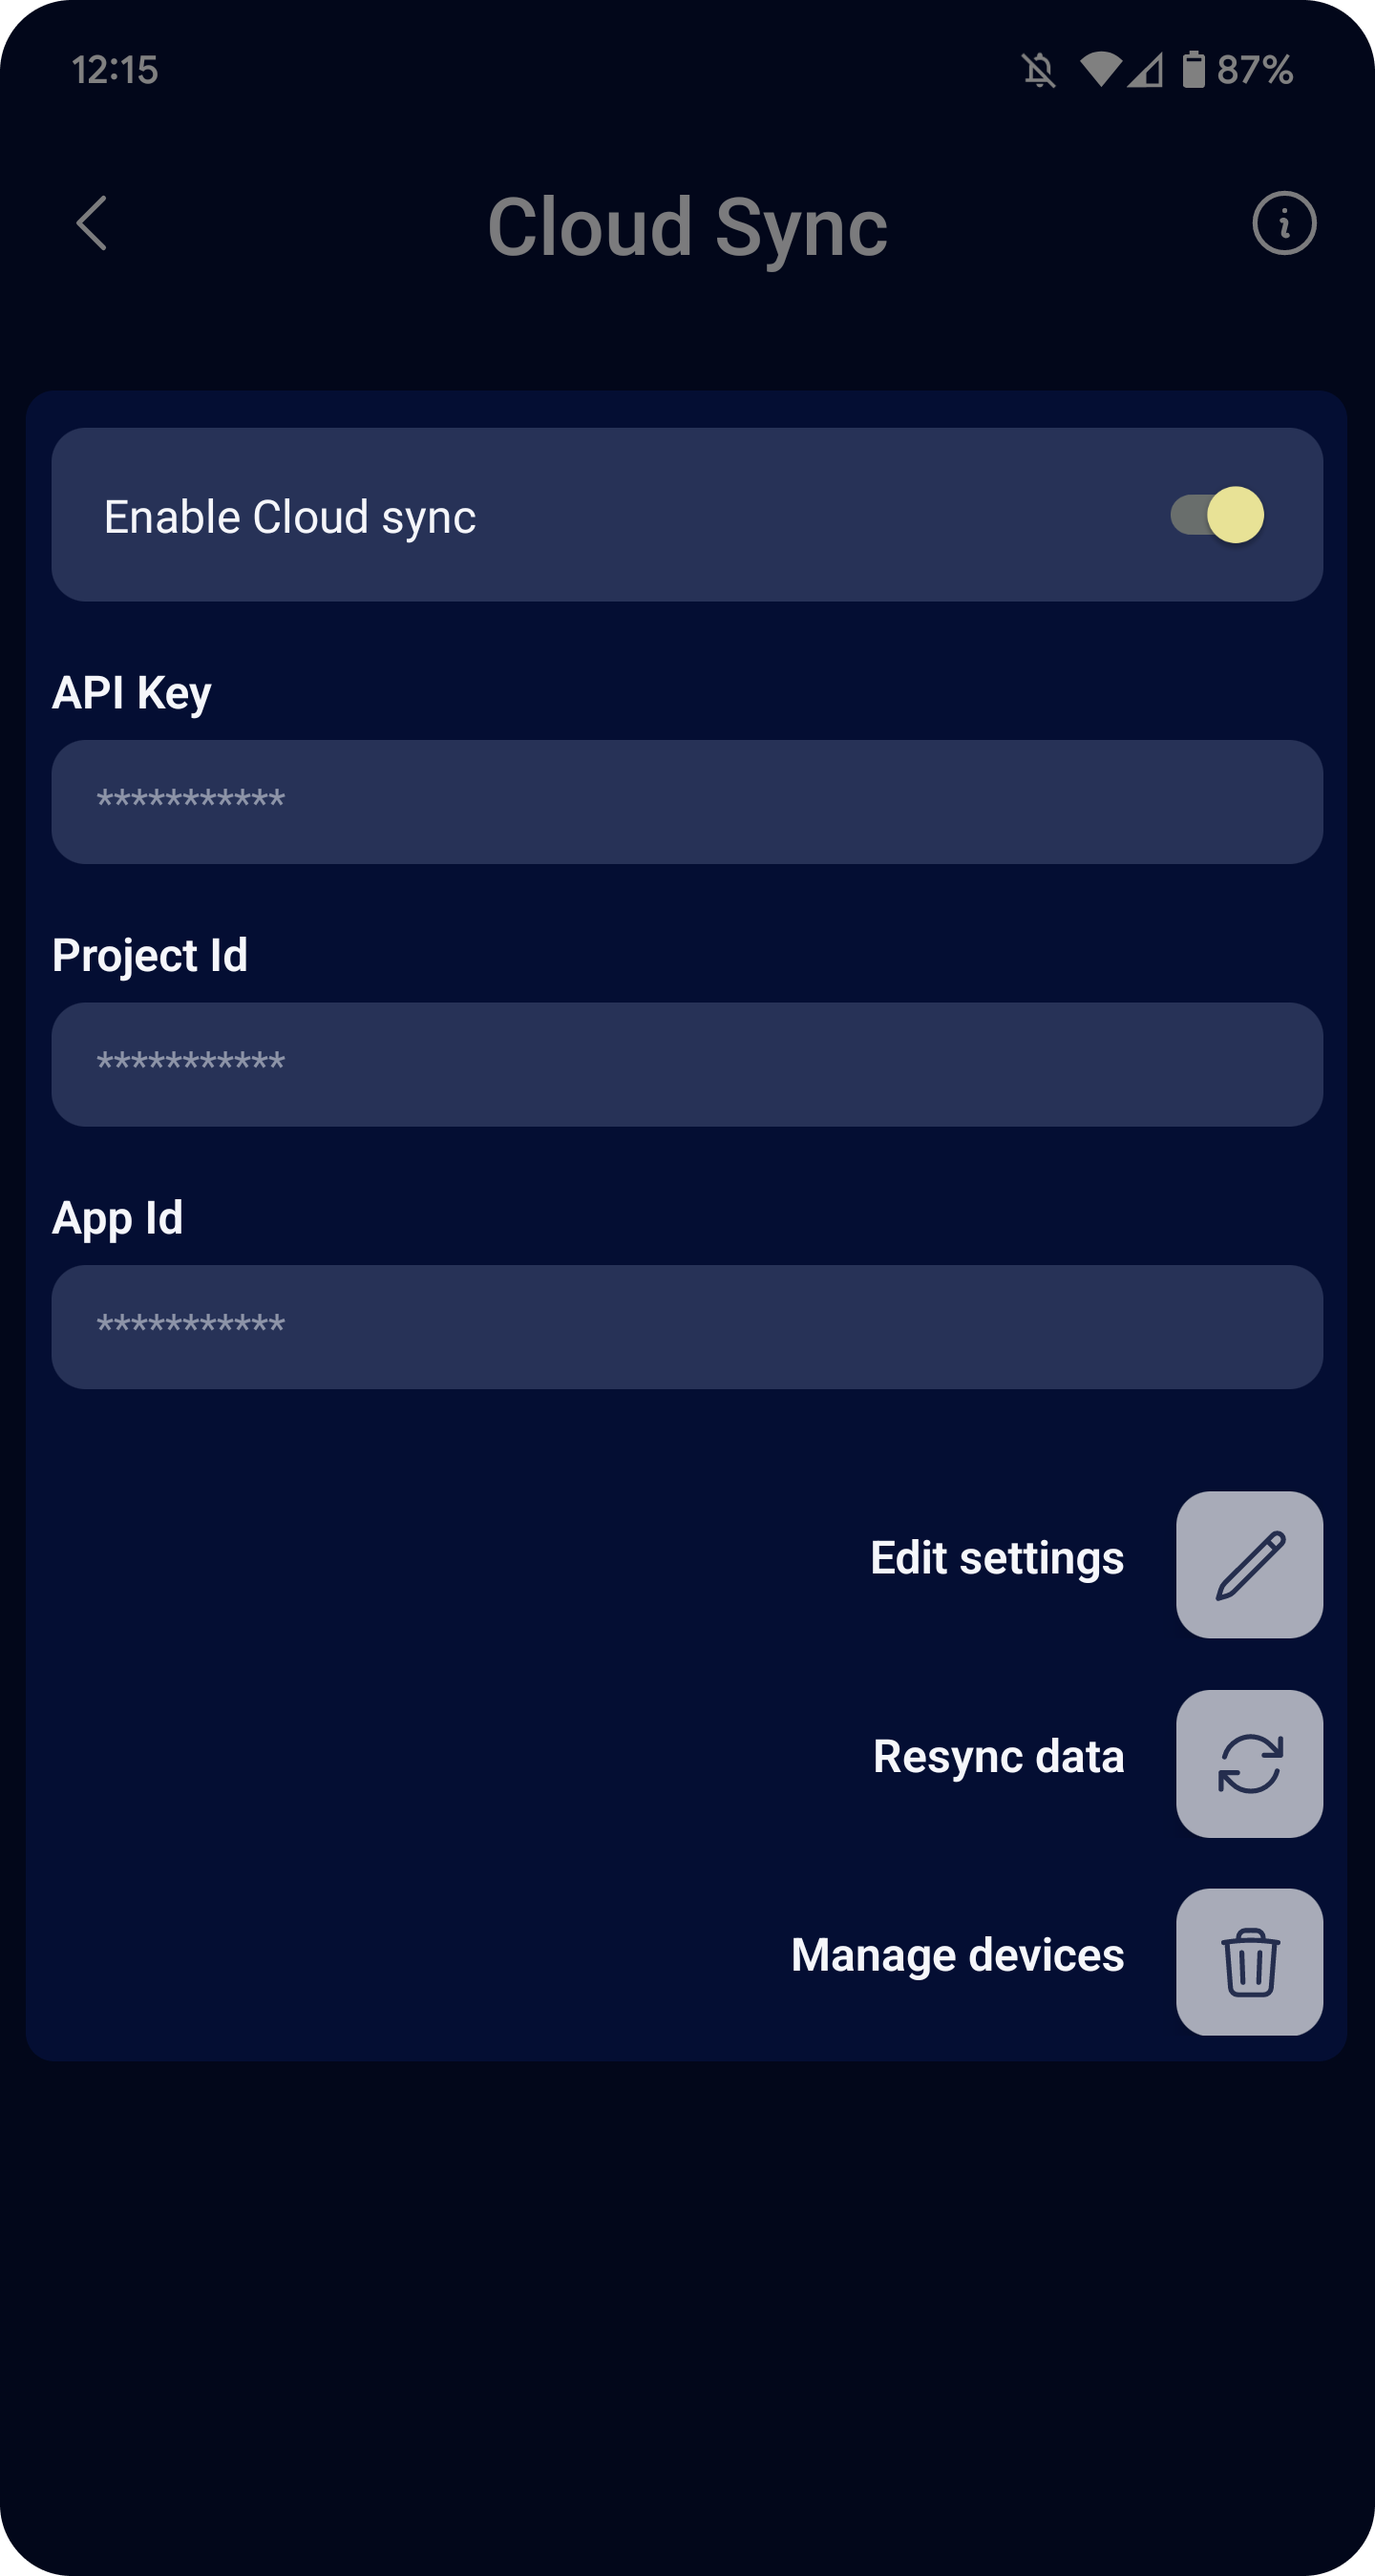 12:15
87%
Cloud Sync
Enable Cloud sync
API Key
***********
Project Id
***********
App Id
***********
Edit settings
Resync data
Manage devices